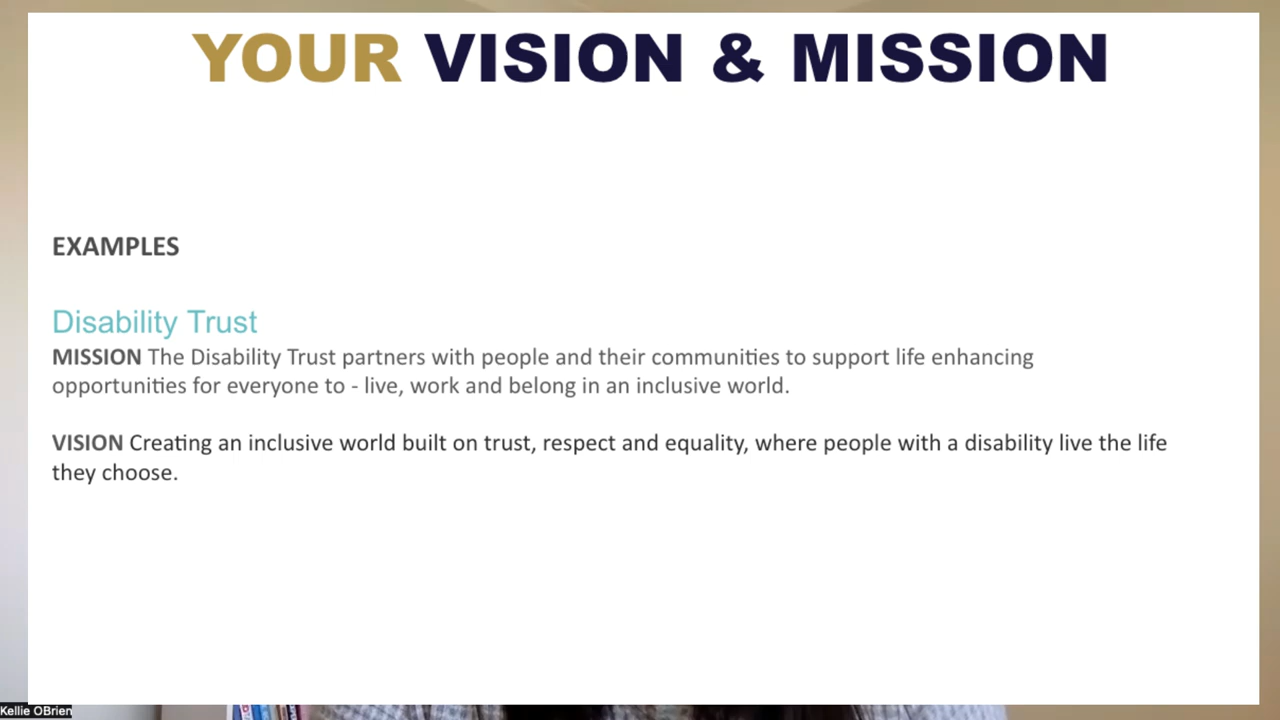 YOUR VISION & MISSION
EXAMPLES
Disability Trust
MISSION The Disability Trust partners with people and their communities to support life enhancing
opportunities for everyone to - live, work and belong in an inclusive world.
VISION Creating an inclusive world built on trust, respect and equality, where people with a disability live the life
they choose.
Kellie OBrien